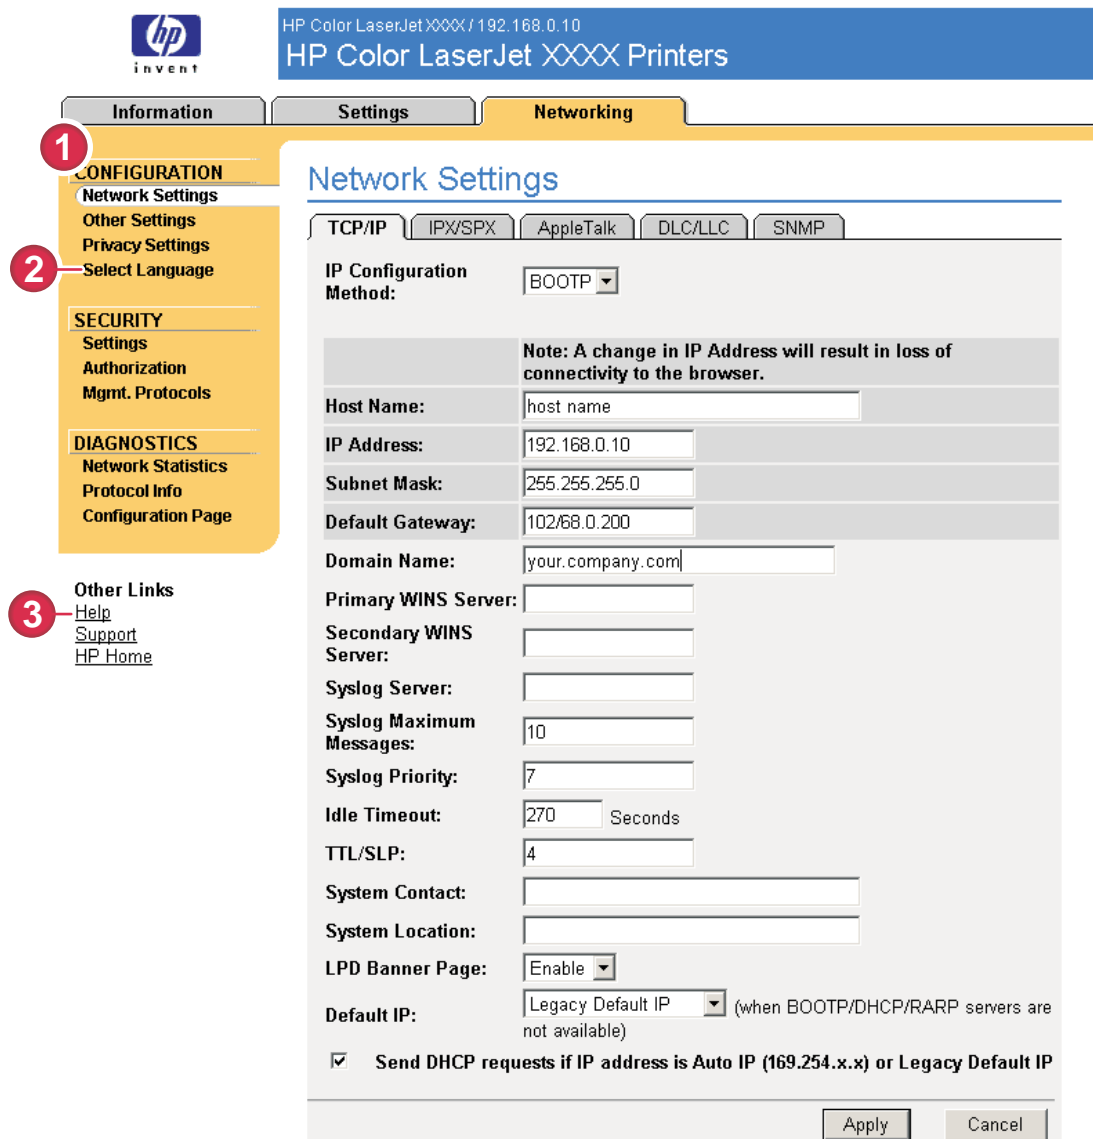 hp
invent
HP Color LaserJet XXXX / 192.168.0.10
HP Color LaserJet XXXX Printers
Information
Settings
Networking
1
CONFIGURATION
Network Settings
Other Settings
Privacy Settings
2
Select Language
SECURITY
Settings
Authorization
Mgmt. Protocols
DIAGNOSTICS
Network Statistics
Protocol Info
Configuration Page
Other Links
3
Help
Support
HP Home
Network Settings
TCP/IP
IPX/SPX
AppleTalk
DLC/LLC
SNMP
IP Configuration
Method:
BOOTP
Note: A change in IP Address will result in loss of
connectivity to the browser.
Host Name:
host name
IP Address:
192.168.0.10
Subnet Mask:
255.255.255.0
Default Gateway:
102/68.0.200
Domain Name:
your.company.com
Primary WINS Server:
Secondary WINS
Server:
Syslog Server:
Syslog Maximum
Messages:
10
Syslog Priority:
7
Idle Timeout:
270 Seconds
TTL/SLP:
4
System Contact:
System Location:
LPD Banner Page:
Enable
Default IP:
Legacy Default IP (when BOOTP/DHCP/RARP servers are
not available)
Send DHCP requests if IP address is Auto IP (169.254.x.x) or Legacy Default IP
Apply
Cancel